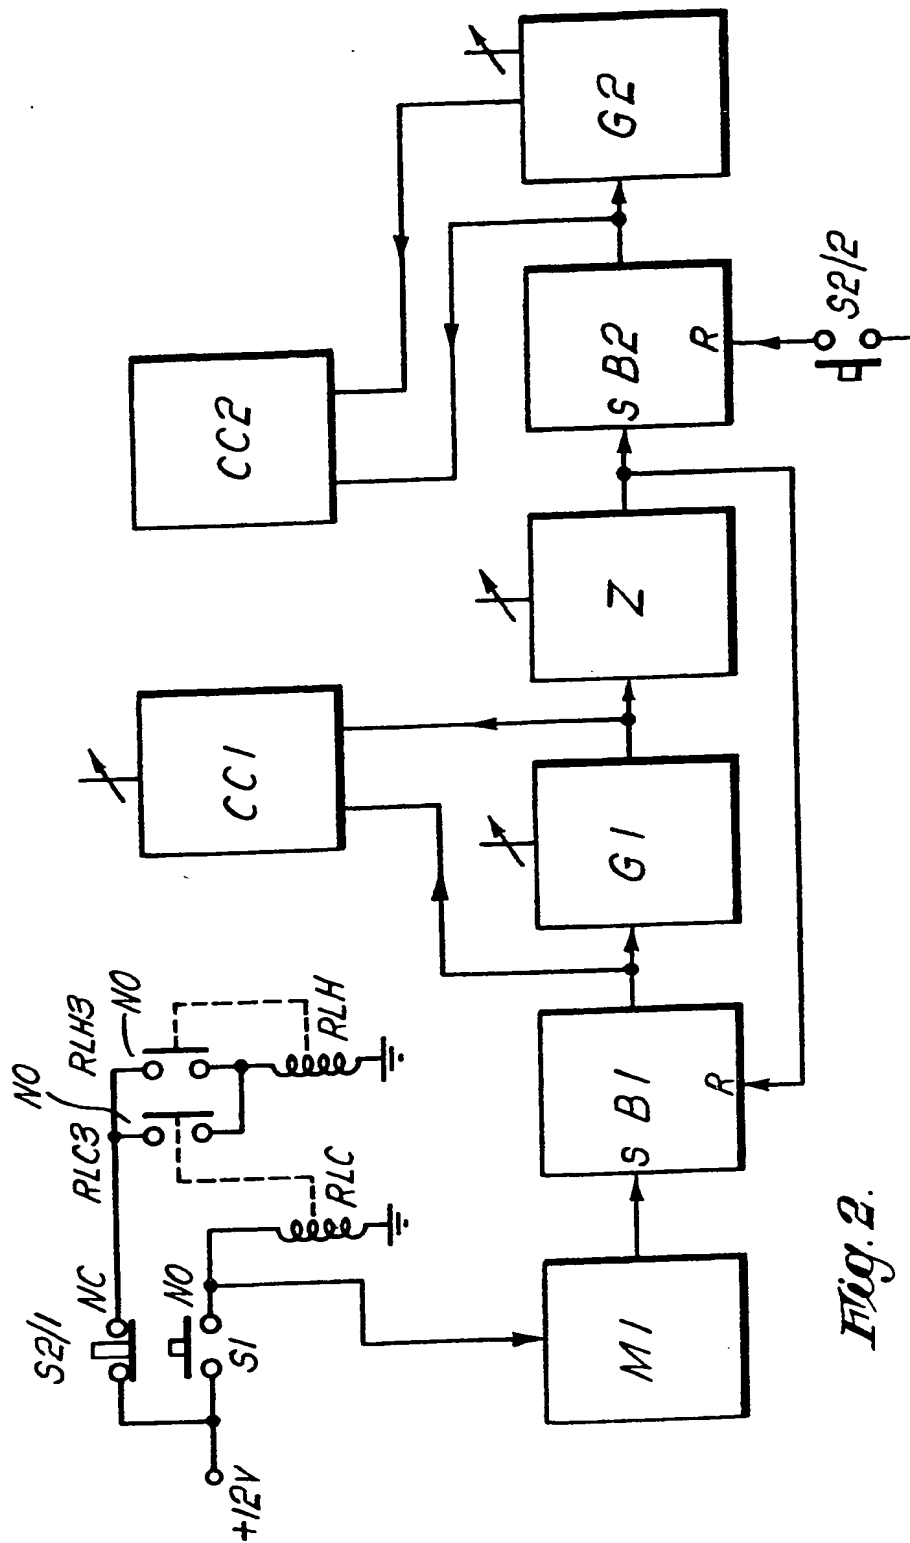 +12V
S2/1
NC
S1
NO
RLC3
NO
RLH3
NO
RLC
RLH
M1
S
B1
R
G1
CC1
Z
S
B2
R
S2/2
CC2
G2
Fig. 2.